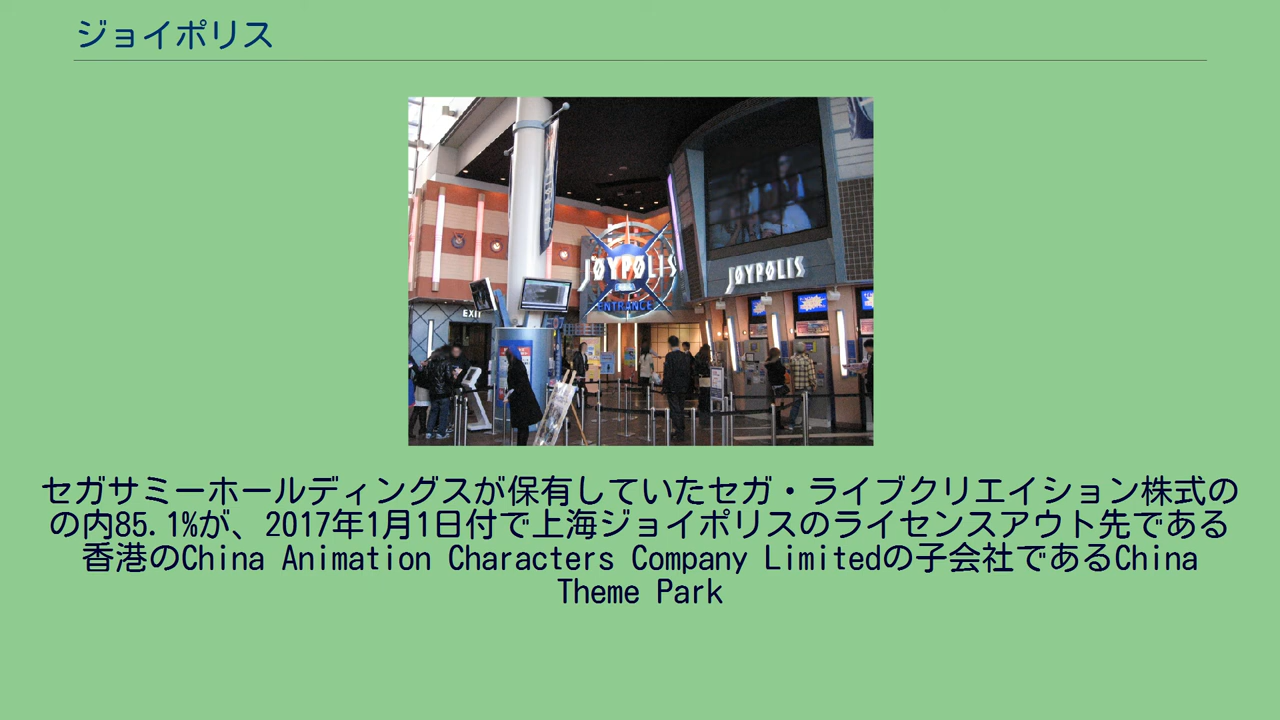 ジョイポリス
EXIT
JOYPOLIS
ENTRANCE
JOYPOLIS
セガサミーホールディングスが保有していたセガ・ライブクリエイション株式の
の内85.1%が、2017年1月1日付で上海ジョイポリスのライセンスアウト先である
香港のChina Animation Characters Company Limitedの子会社であるChina
Theme Park